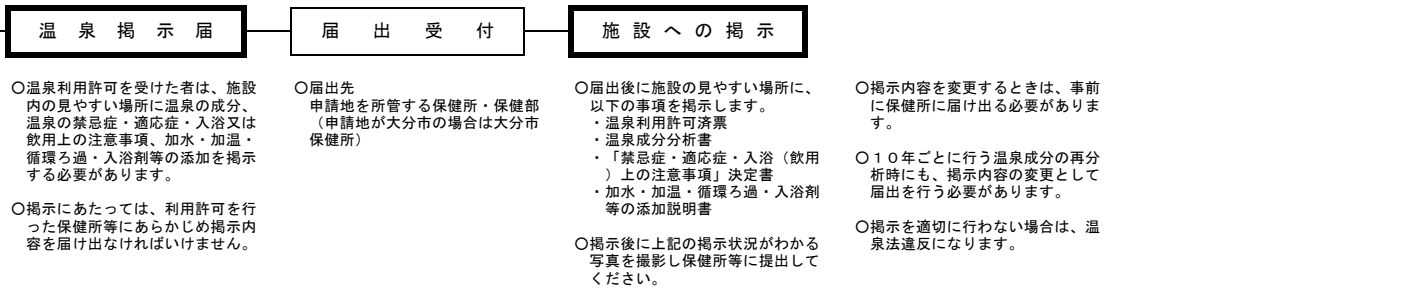 温泉掲示届
届出受付
施設への掲示
○温泉利用許可を受けた者は、施設
内の見やすい場所に温泉の成分、
温泉の禁忌症・適応症・入浴又は
飲用上の注意事項、加水・加温・
循環ろ過・入浴剤等の添加を掲示
する必要があります。
○掲示にあたっては、利用許可を行
った保健所等にあらかじめ掲示内
容を届け出なければいけません。
○届出先
申請地を所管する保健所・保健部
（申請地が大分市の場合は大分市
保健所）
○届出後に施設の見やすい場所に、
以下の事項を掲示します。
・温泉利用許可済票
・温泉成分分析書
・「禁忌症・適応症・入浴（飲用
）上の注意事項」決定書
・加水・加温・循環ろ過・入浴剤
等の添加説明書
○掲示後に上記の掲示状況がわかる
写真を撮影し保健所等に提出して
ください。
○掲示内容を変更するときは、事前
に保健所に届け出る必要がありま
す。
○１０年ごとに行う温泉成分の再分
析時にも、掲示内容の変更として
届出を行う必要があります。
○掲示を適切に行わない場合は、温
泉法違反になります。